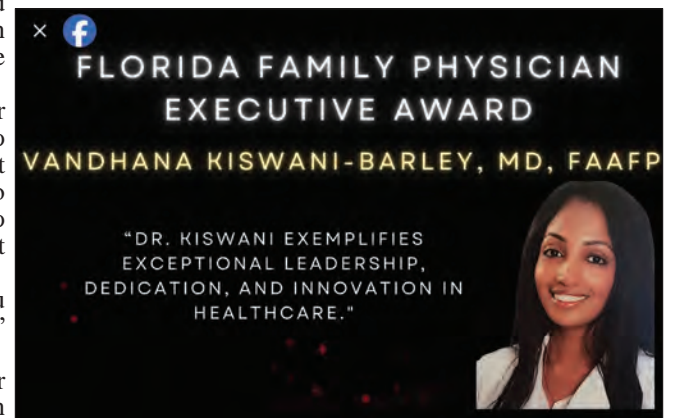 FLORIDA FAMILY PHYSICIAN
EXECUTIVE AWARD
VANDHANA KISWANI-BARLEY, MD, FAAFP
"DR. KISWANI EXEMPLIFIES
EXCEPTIONAL LEADERSHIP,
DEDICATION, AND INNOVATION IN
HEALTHCARE."